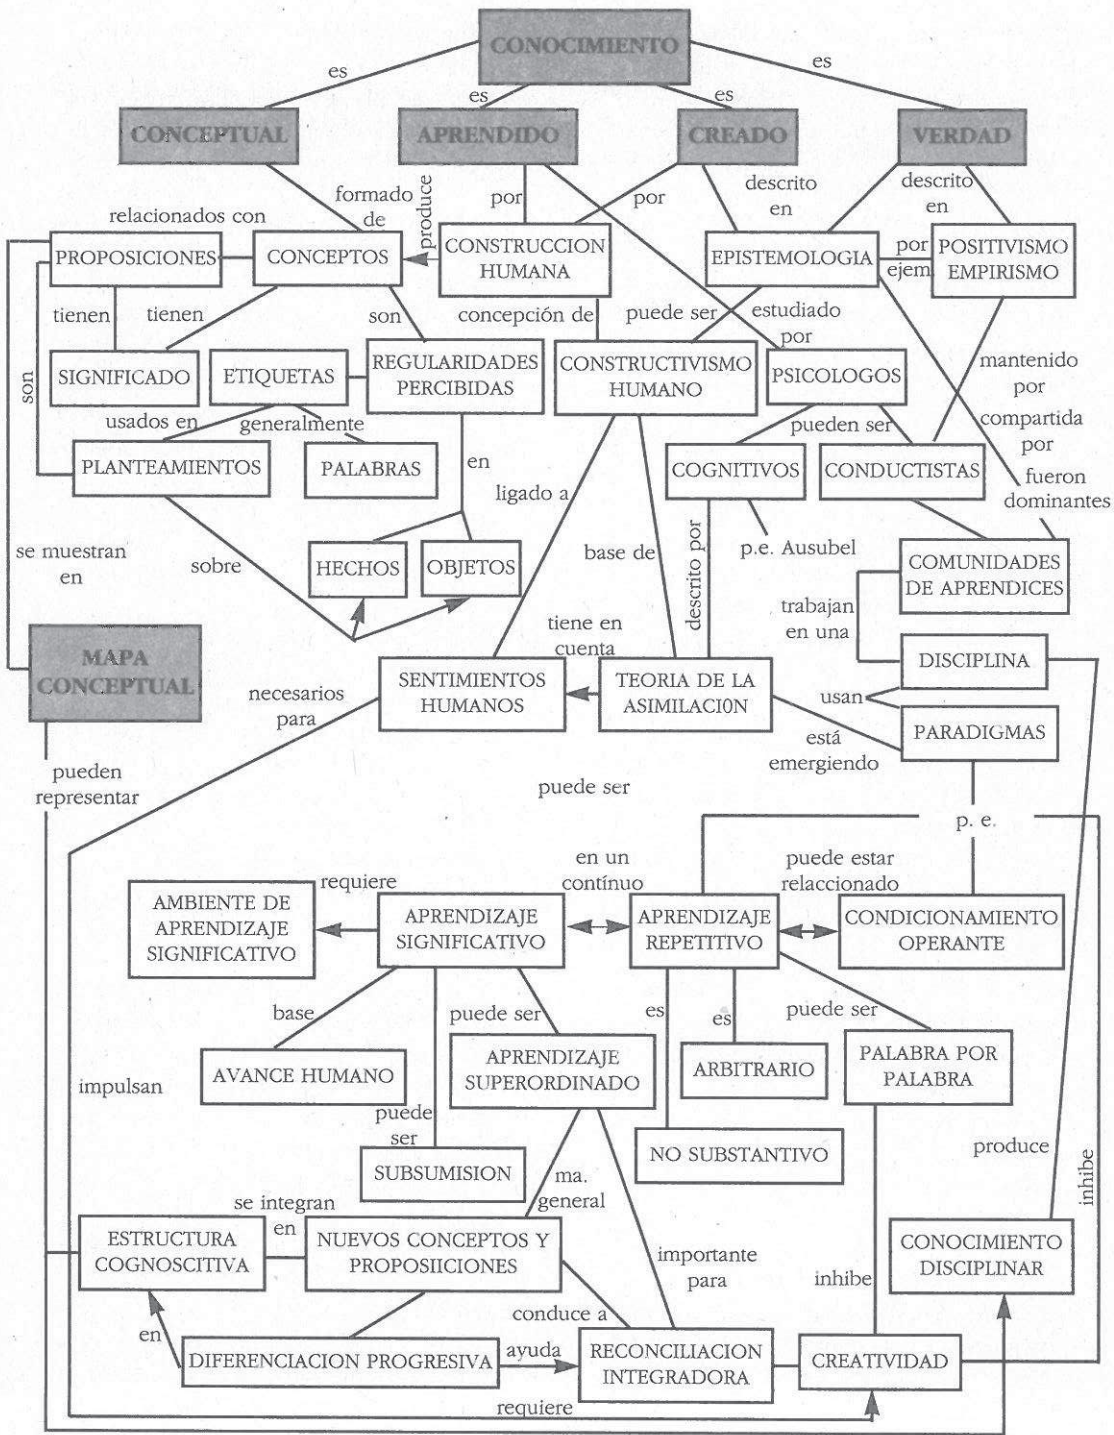 CONOCIMIENTO
es
es
es
es
CONCEPTUAL
APRENDIDO
CREADO
VERDAD
formado
de
produce
por
por
descrito
en
descrito
en
relacionados con
PROPOSICIONES
CONCEPTOS
CONSTRUCCION
HUMANA
EPISTEMOLOGIA
por
ejem
POSITIVISMO
EMPIRISMO
tienen
tienen
son
concepción de
puede ser
estudiado
por
son
SIGNIFICADO
ETIQUETAS
REGULARIDADES
PERCIBIDAS
CONSTRUCTIVISMO
HUMANO
PSICOLOGOS
mantenido
por
usados en
generalmente
pueden ser
compartida
por
PLANTEAMIENTOS
PALABRAS
en
ligado a
COGNITIVOS
CONDUCTISTAS
fueron
dominantes
se muestran
en
sobre
HECHOS
OBJETOS
base de
descrito por
p.e. Ausubel
COMUNIDADES
DE APRENDICES
trabajan
en una
MAPA
CONCEPTUAL
necesarios
para
SENTIMIENTOS
HUMANOS
tiene en
cuenta
TEORIA DE LA
ASIMILACI0N
DISCIPLINA
usan
PARADIGMAS
está
emergiendo
pueden
representar
puede ser
p. e.
requiere
en un
contínuo
puede estar
relaccionado
AMBIENTE DE
APRENDIZAJE
SIGNIFICATIVO
APRENDIZAJE
SIGNIFICATIVO
APRENDIZAJE
REPETITIVO
CONDICIONAMIENTO
OPERANTE
base
puede ser
es
es
puede ser
impulsan
AVANCE HUMANO
APRENDIZAJE
SUPERORDINADO
ARBITRARIO
PALABRA POR
PALABRA
puede
ser
SUBSUMISION
NO SUBSTANTIVO
produce
inhibe
ma.
general
se integran
en
ESTRUCTURA
COGNOSCITIVA
NUEVOS CONCEPTOS Y
PROPOSIICIONES
importante
para
inhibe
CONOCIMIENTO
DISCIPLINAR
conduce a
en
DIFERENCIACION PROGRESIVA
ayuda
RECONCILIACION
INTEGRADORA
CREATIVIDAD
requiere